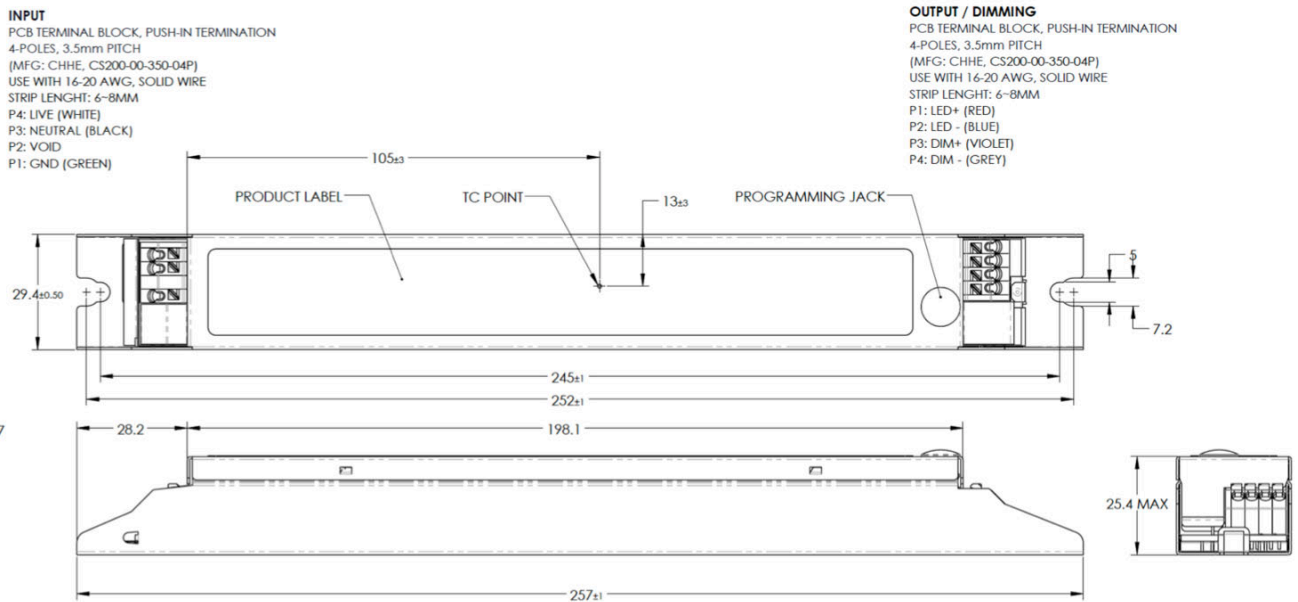 INPUT
PCB TERMINAL BLOCK, PUSH-IN TERMINATION
4-POLES, 3.5mm PITCH
(MFG: CHHE, CS200-00-350-04P)
USE WITH 16-20 AWG, SOLID WIRE
STRIP LENGHT: 6~8MM
P4: LIVE (WHITE)
P3: NEUTRAL (BLACK)
P2: VOID
P1: GND (GREEN)
OUTPUT / DIMMING
PCB TERMINAL BLOCK, PUSH-IN TERMINATION
4-POLES, 3.5mm PITCH
(MFG: CHHE, CS200-00-350-04P)
USE WITH 16-20 AWG, SOLID WIRE
STRIP LENGHT: 6~8MM
P1: LED+ (RED)
P2: LED - (BLUE)
P3: DIM+ (VIOLET)
P4: DIM - (GREY)
105±3
PRODUCT LABEL
TC POINT
13±3
PROGRAMMING JACK
5
29.4±0.50
7.2
245±1
252±1
7
28.2
198.1
25.4 MAX
257±1